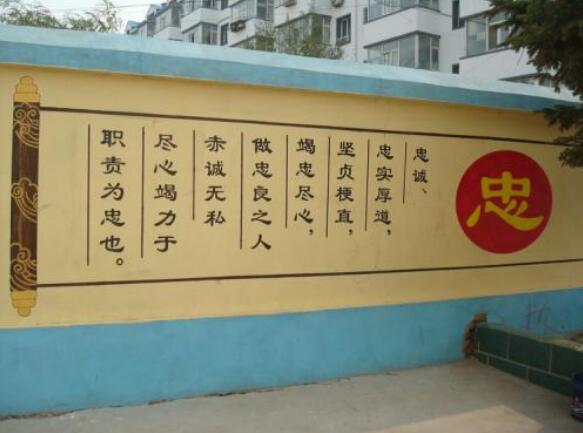 忠
忠诚、
忠实厚道,
坚贞梗直,
竭忠尽心,
做忠良之人
赤诚无私
尽心竭力于
职责为忠也。